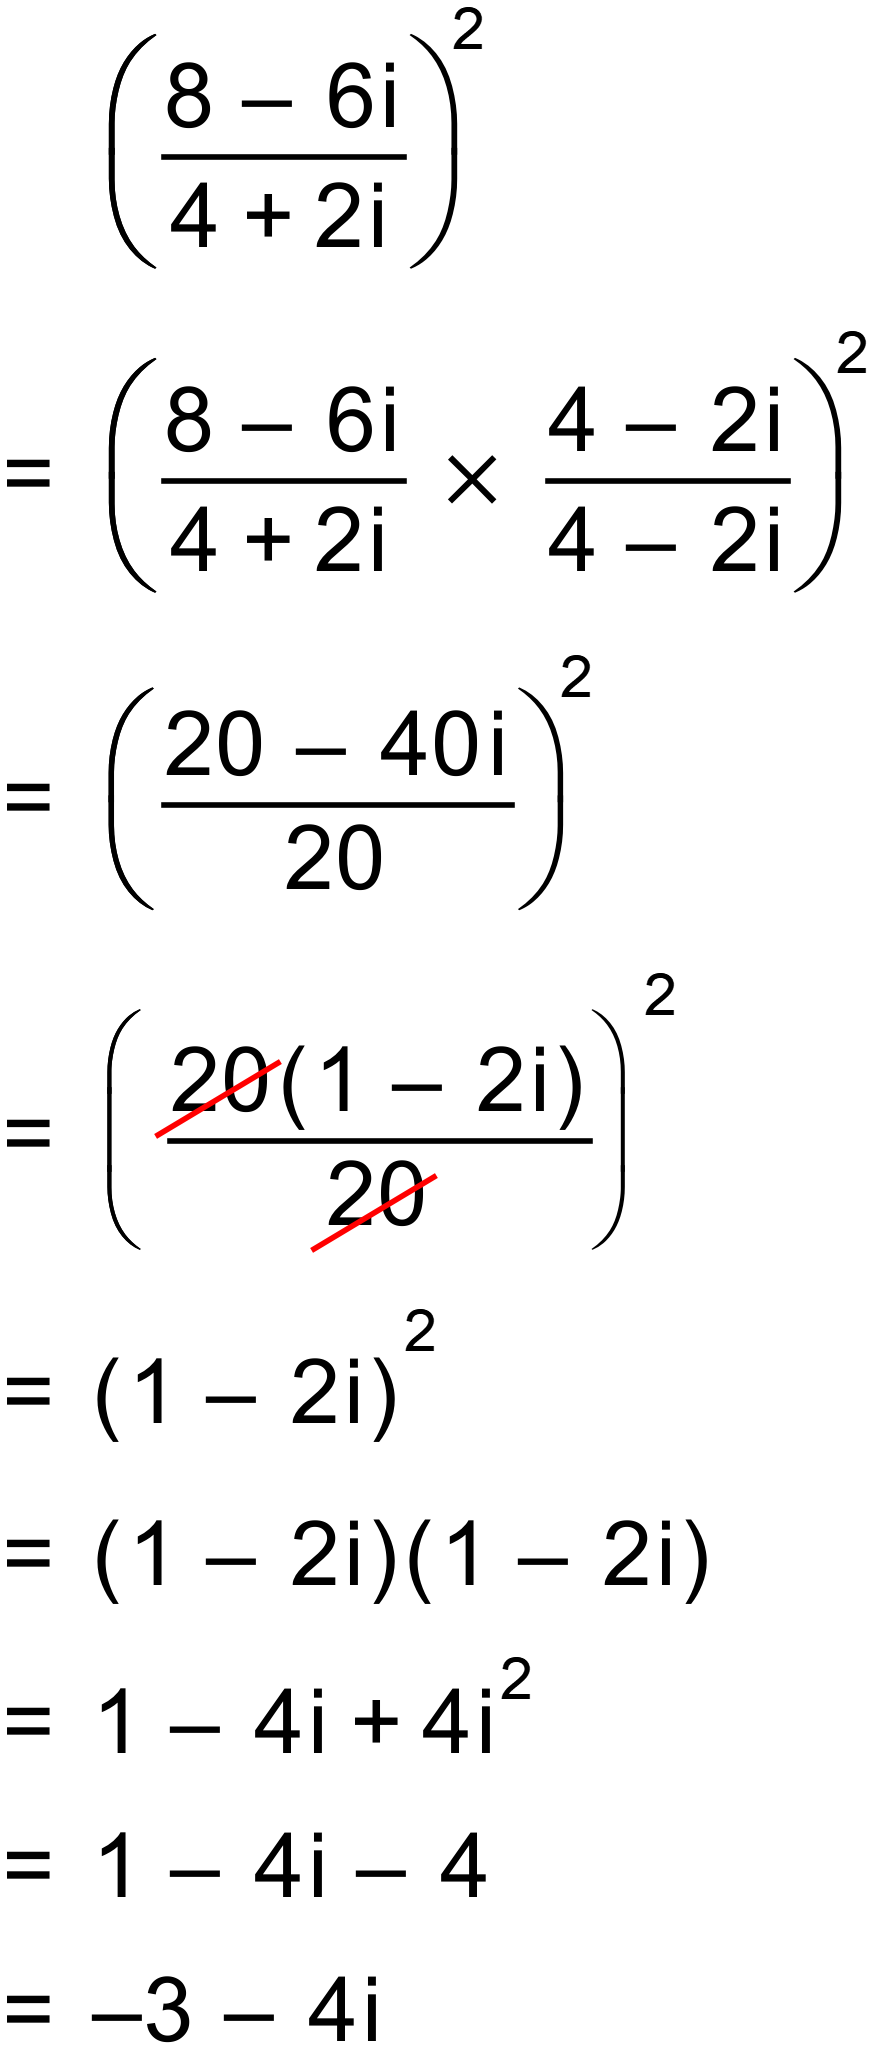 ((8 – 6i)/(4 + 2i))²
= ((8 – 6i)/(4 + 2i) × (4 – 2i)/(4 – 2i))²
= ((20 – 40i)/20)²
= (20(1 – 2i)/20)²
= (1 – 2i)²
= (1 – 2i)(1 – 2i)
= 1 – 4i + 4i²
= 1 – 4i – 4
= –3 – 4i